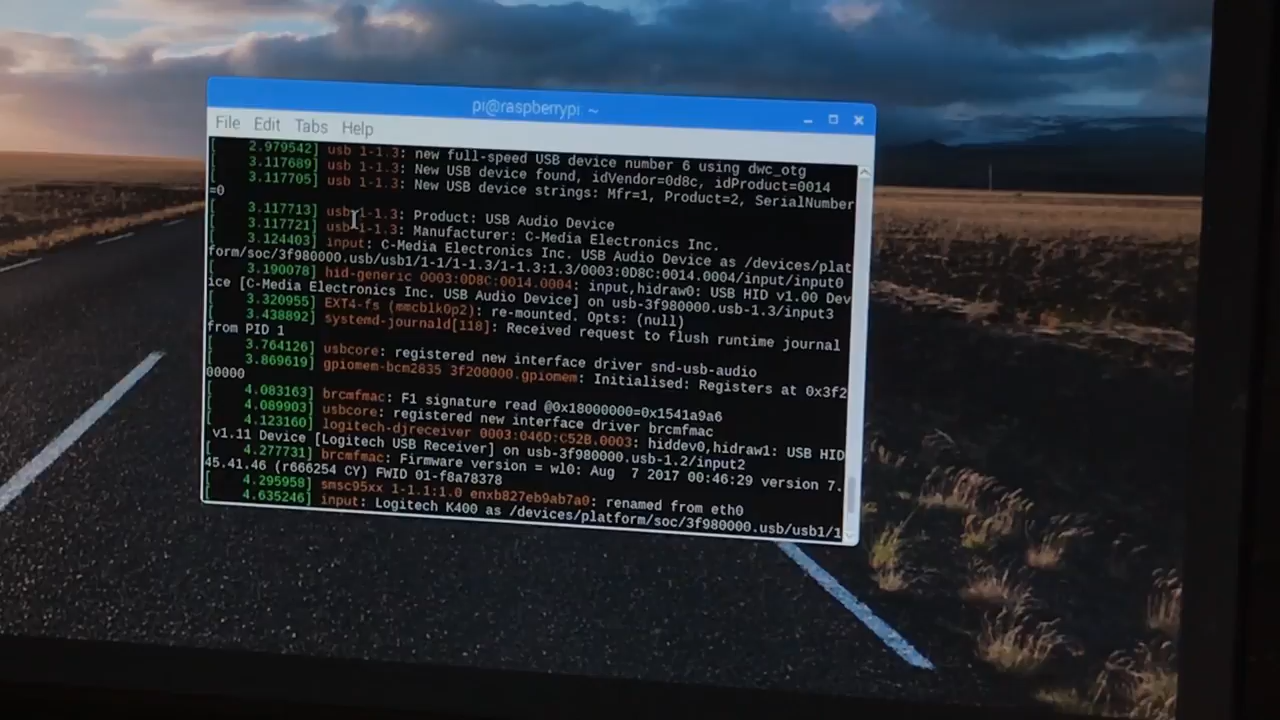 pi@raspberrypi: ~
File Edit Tabs Help
[    2.979542] usb 1-1.3: new full-speed USB device number 6 using dwc_otg
[    3.117689] usb 1-1.3: New USB device found, idVendor=0d8c, idProduct=0014
[    3.117705] usb 1-1.3: New USB device strings: Mfr=1, Product=2, SerialNumber
=0
[    3.117713] usb 1-1.3: Product: USB Audio Device
[    3.117721] usb 1-1.3: Manufacturer: C-Media Electronics Inc.
[    3.124403] input: C-Media Electronics Inc. USB Audio Device as /devices/plat
form/soc/3f980000.usb/usb1/1-1/1-1.3/1-1.3:1.3/0003:0D8C:0014.0004/input/input0
[    3.190078] hid-generic 0003:0D8C:0014.0004: input,hidraw0: USB HID v1.00 Dev
ice [C-Media Electronics Inc. USB Audio Device] on usb-3f980000.usb-1.3/input3
[    3.320955] EXT4-fs (mmcblk0p2): re-mounted. Opts: (null)
[    3.438892] systemd-journald[118]: Received request to flush runtime journal
from PID 1
[    3.764126] usbcore: registered new interface driver snd-usb-audio
[    3.869619] gpiomem-bcm2835 3f200000.gpiomem: Initialised: Registers at 0x3f2
00000
[    4.083163] brcmfmac: F1 signature read @0x18000000=0x1541a9a6
[    4.089903] usbcore: registered new interface driver brcmfmac
[    4.123160] logitech-djreceiver 0003:046D:C52B.0003: hiddev0,hidraw1: USB HID
v1.11 Device [Logitech USB Receiver] on usb-3f980000.usb-1.2/input2
[    4.277731] brcmfmac: Firmware version = wl0: Aug  7 2017 00:46:29 version 7.
45.41.46 (r666254 CY) FWID 01-f8a78378
[    4.295958] smsc95xx 1-1.1:1.0 enxb827eb9ab7a0: renamed from eth0
[    4.635246] input: Logitech K400 as /devices/platform/soc/3f980000.usb/usb1/1